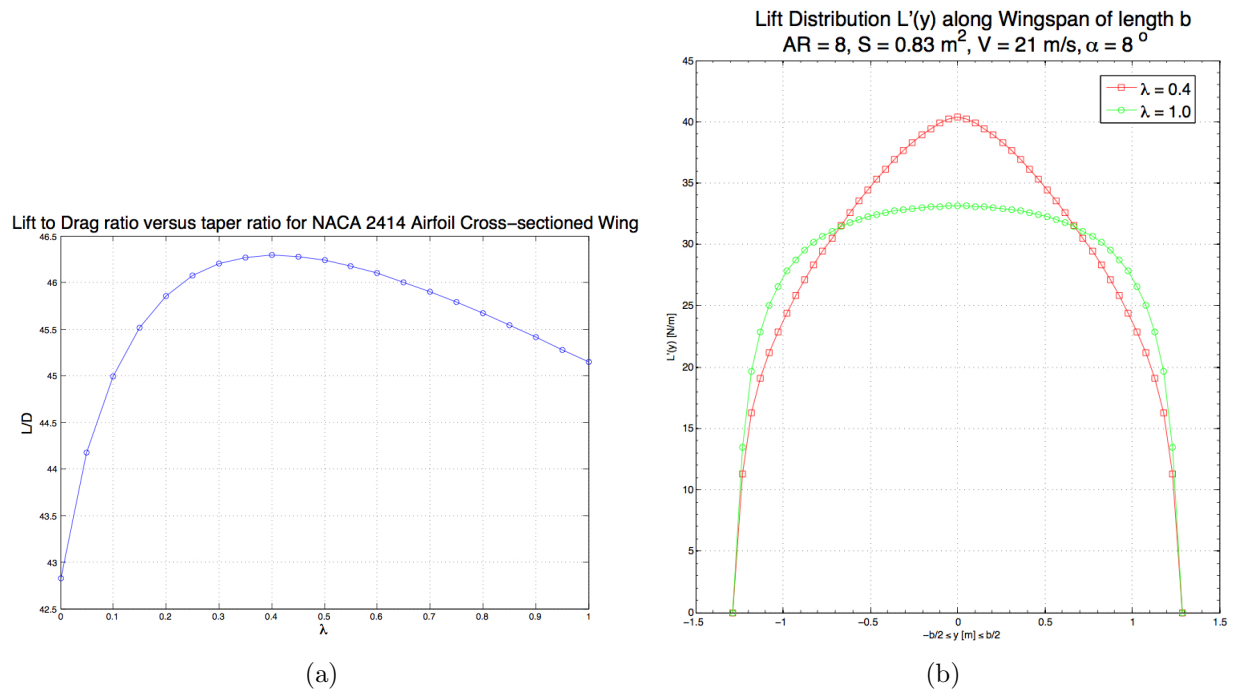 Lift to Drag ratio versus taper ratio for NACA 2414 Airfoil Cross−sectioned Wing
46.5
46
45.5
45
44.5
44
43.5
43
42.5
L/D
0 0.1 0.2 0.3 0.4 0.5 0.6 0.7 0.8 0.9 1
λ
(a)
Lift Distribution L'(y) along Wingspan of length b
AR = 8, S = 0.83 m², V = 21 m/s, α = 8 °
λ = 0.4
λ = 1.0
45
40
35
30
25
20
15
10
5
0
L'(y) [N/m]
−1.5 −1 −0.5 0 0.5 1 1.5
−b/2 ≤ y [m] ≤ b/2
(b)